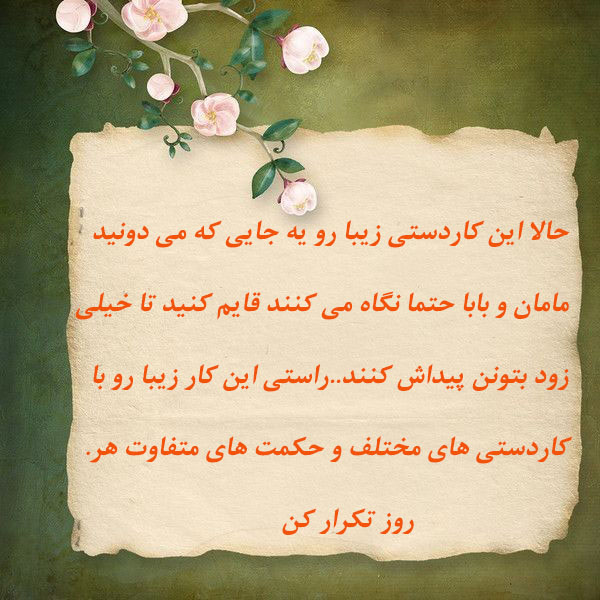 حالا این کاردستی زیبا رو یه جایی که می دونید
مامان و بابا حتما نگاه می کنند قایم کنید تا خیلی
زود بتونن پیداش کنند..راستی این کار زیبا رو با
کاردستی های مختلف و حکمت های متفاوت هر.
روز تکرار کن